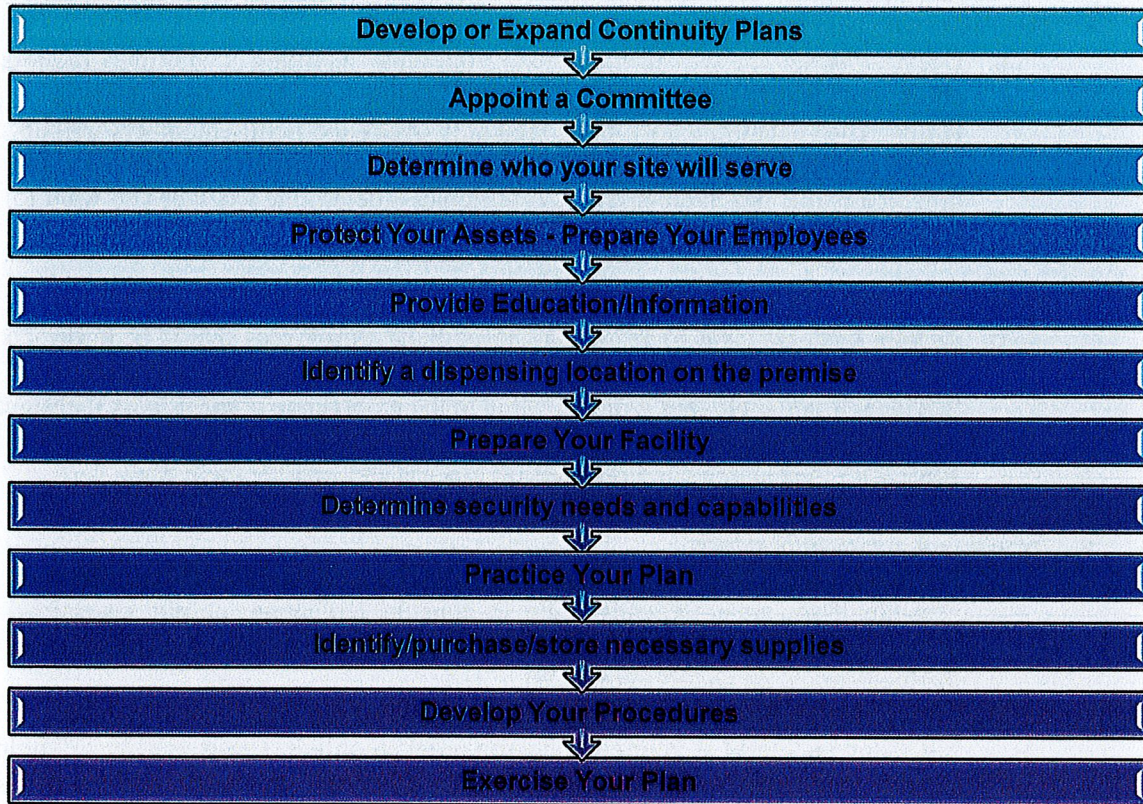 Develop or Expand Continuity Plans
Appoint a Committee
Determine who your site will serve
Protect Your Assets - Prepare Your Employees
Provide Education/Information
Identify a dispensing location on the premise
Prepare Your Facility
Determine security needs and capabilities
Practice Your Plan
Identify/purchase/store necessary supplies
Develop Your Procedures
Exercise Your Plan